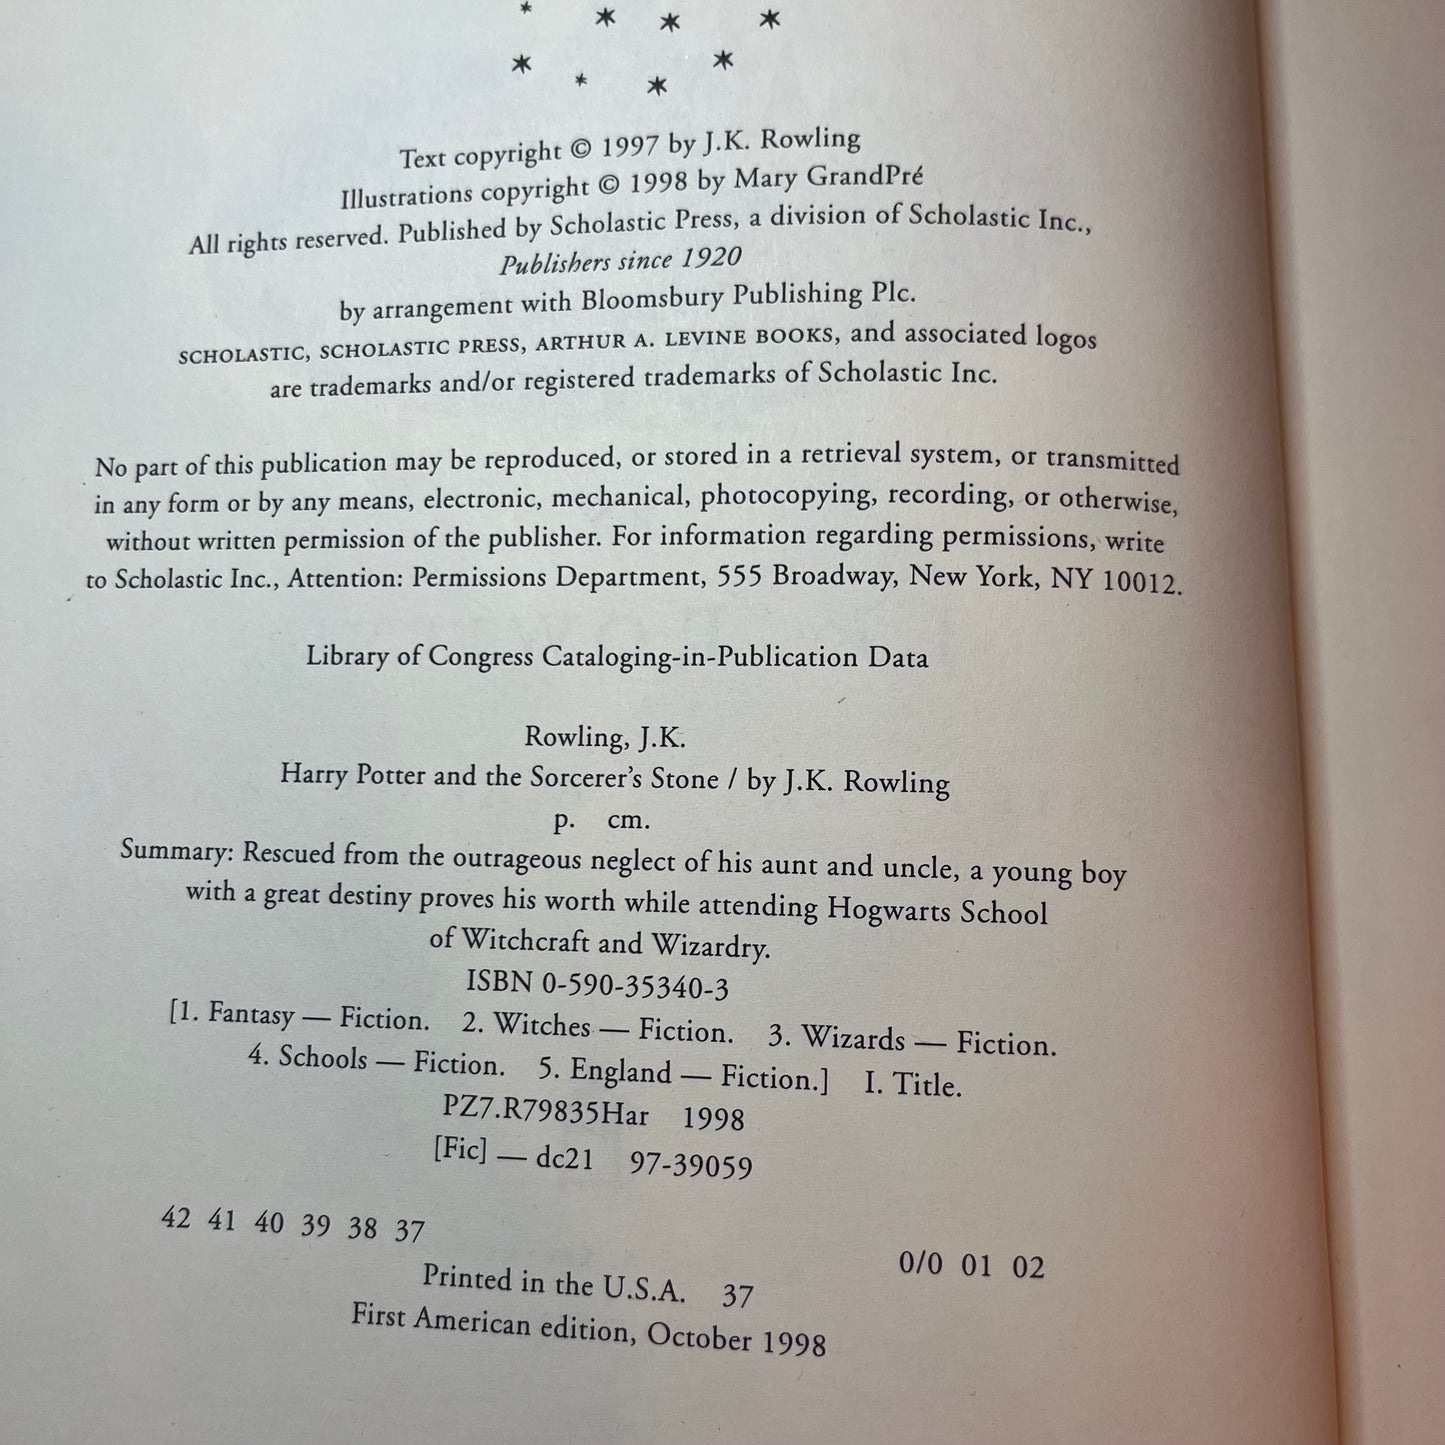 Text copyright © 1997 by J.K. Rowling
Illustrations copyright © 1998 by Mary GrandPré
All rights reserved. Published by Scholastic Press, a division of Scholastic Inc.,
Publishers since 1920
by arrangement with Bloomsbury Publishing Plc.
SCHOLASTIC, SCHOLASTIC PRESS, ARTHUR A. LEVINE BOOKS, and associated logos
are trademarks and/or registered trademarks of Scholastic Inc.
No part of this publication may be reproduced, or stored in a retrieval system, or transmitted
in any form or by any means, electronic, mechanical, photocopying, recording, or otherwise,
without written permission of the publisher. For information regarding permissions, write
to Scholastic Inc., Attention: Permissions Department, 555 Broadway, New York, NY 10012.
Library of Congress Cataloging-in-Publication Data
Rowling, J.K.
Harry Potter and the Sorcerer's Stone / by J.K. Rowling
p. cm.
Summary: Rescued from the outrageous neglect of his aunt and uncle, a young boy
with a great destiny proves his worth while attending Hogwarts School
of Witchcraft and Wizardry.
ISBN 0-590-35340-3
[1. Fantasy — Fiction. 2. Witches — Fiction. 3. Wizards — Fiction.
4. Schools — Fiction. 5. England — Fiction.] I. Title.
PZ7.R79835Har 1998
[Fic] — dc21 97-39059
42 41 40 39 38 37 0/0 01 02
Printed in the U.S.A. 37
First American edition, October 1998